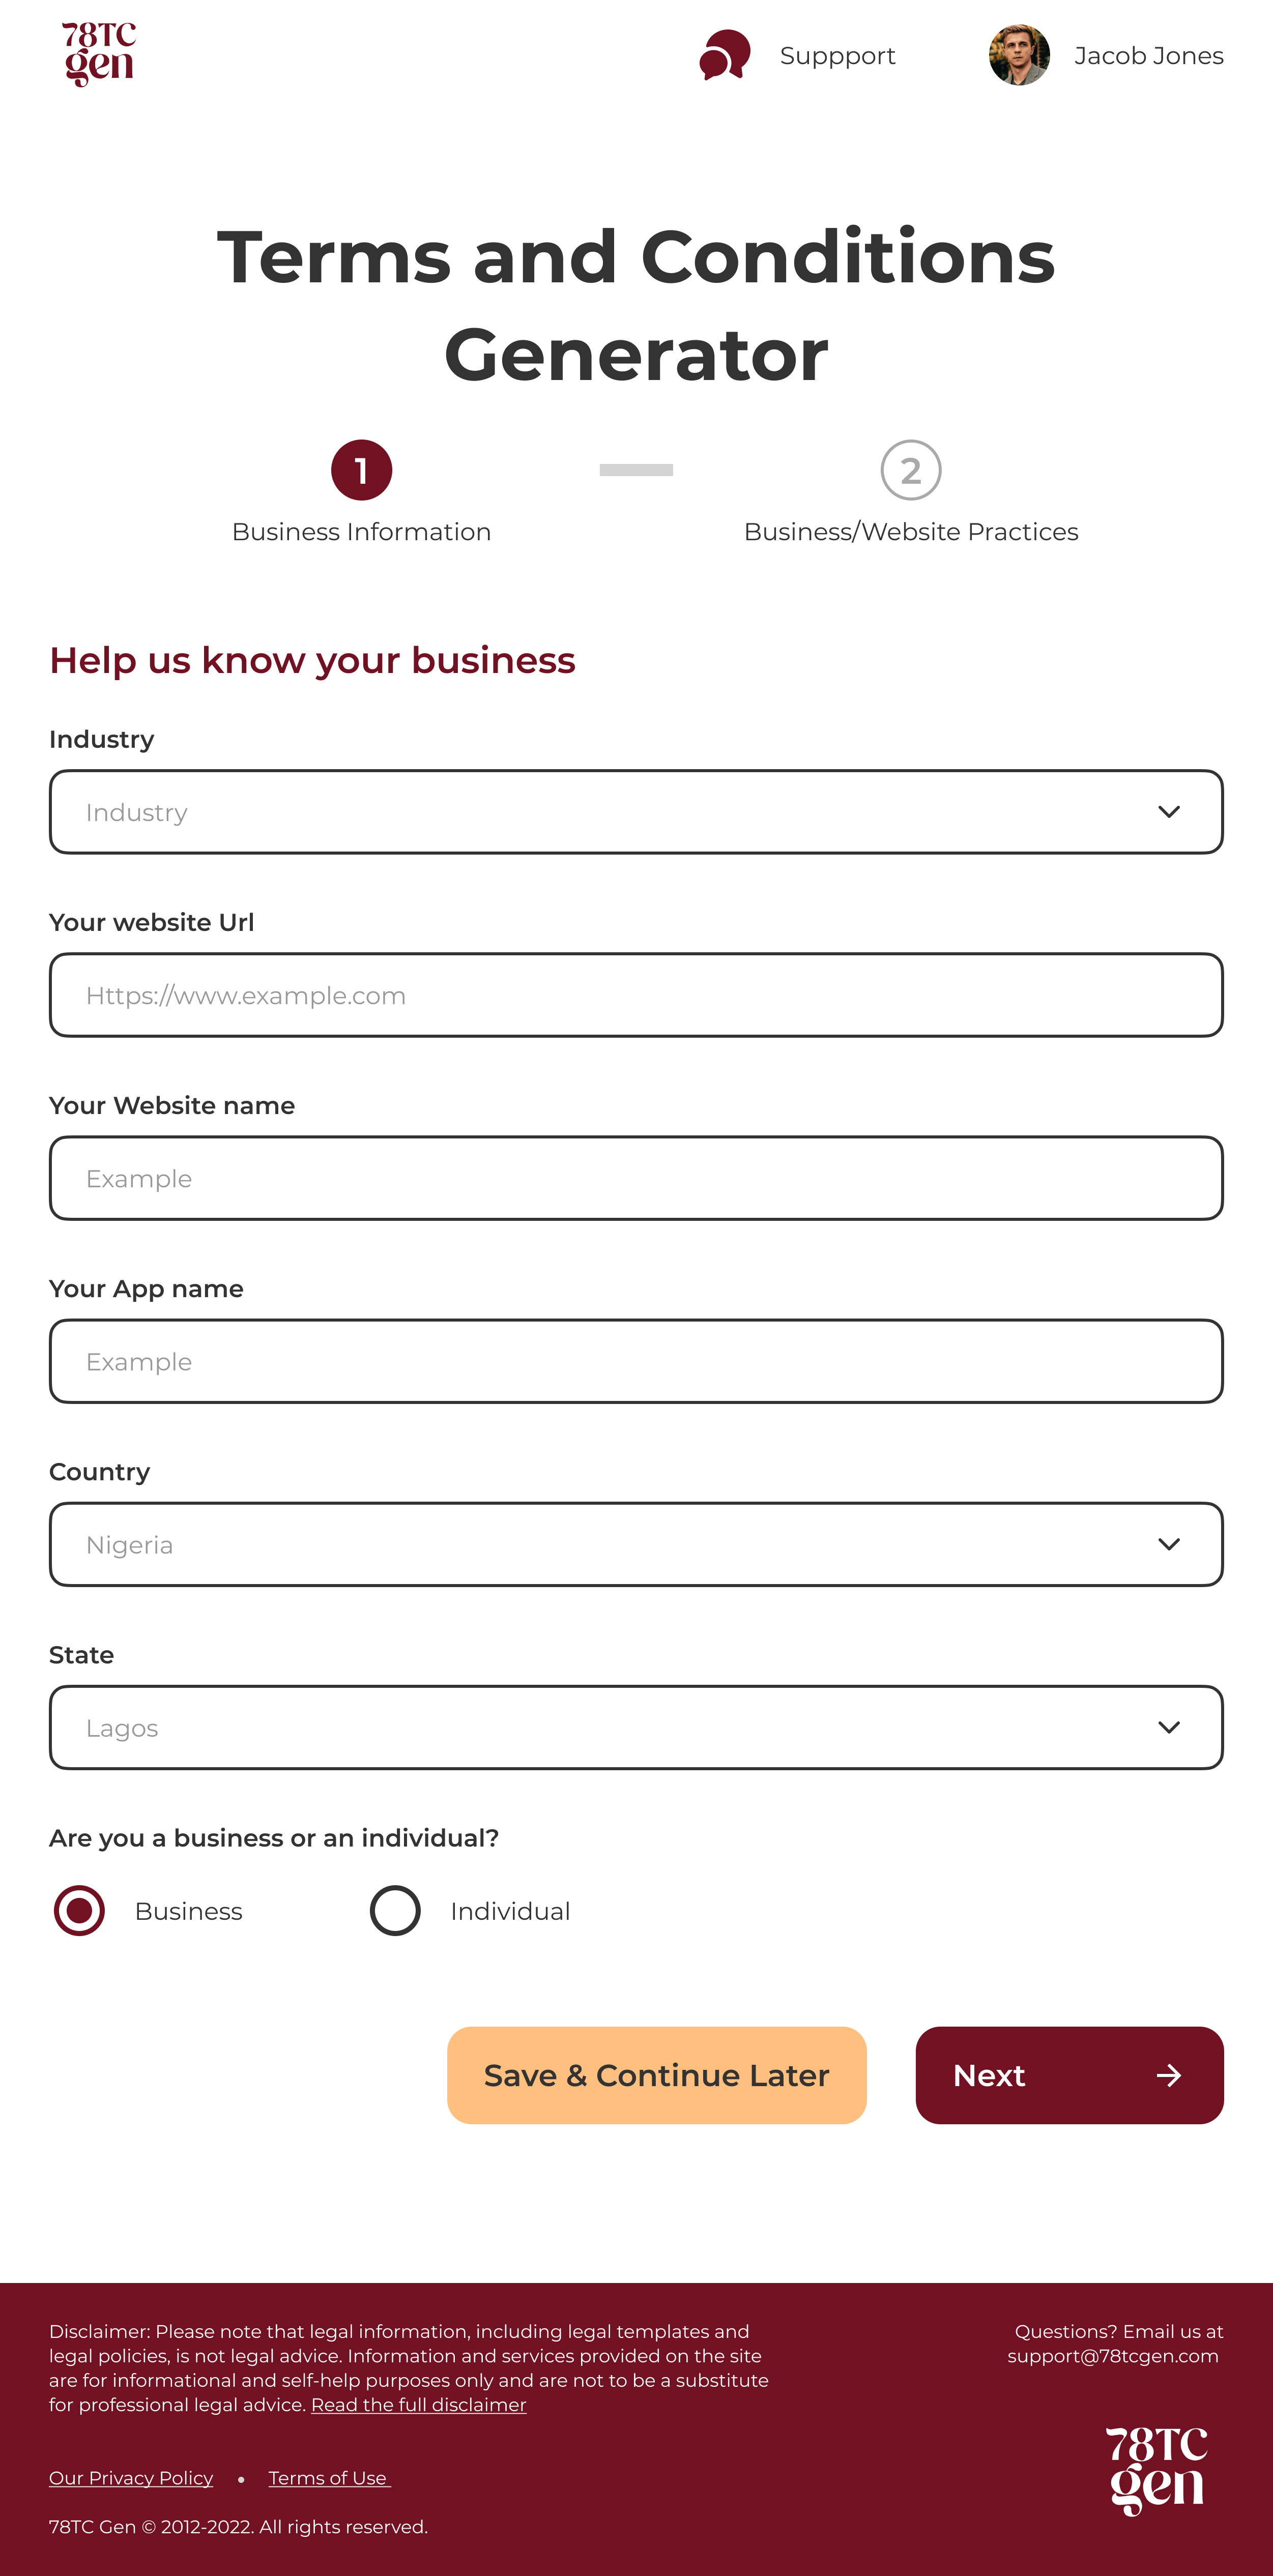 78TC
gen
Suppport
Jacob Jones
Terms and Conditions
Generator
1
2
Business Information
Business/Website Practices
Help us know your business
Industry
Industry
Your website Url
Https://www.example.com
Your Website name
Example
Your App name
Example
Country
Nigeria
State
Lagos
Are you a business or an individual?
Business
Individual
Save & Continue Later
Next
Disclaimer: Please note that legal information, including legal templates and
legal policies, is not legal advice. Information and services provided on the site
are for informational and self-help purposes only and are not to be a substitute
for professional legal advice. Read the full disclaimer
Questions? Email us at
support@78tcgen.com
78TC
gen
Our Privacy Policy • Terms of Use
78TC Gen © 2012-2022. All rights reserved.